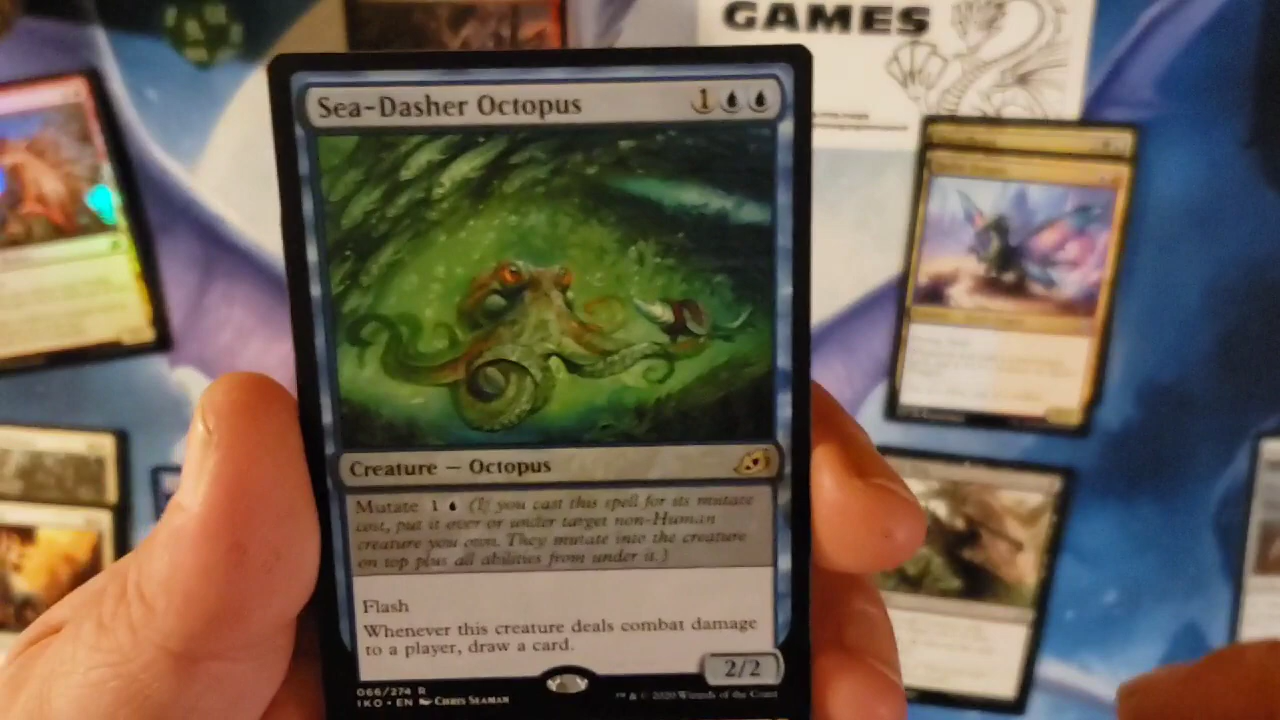 GAMES
Sea-Dasher Octopus 1
Creature — Octopus
Mutate 1 (If you cast this spell for its mutate
cost, put it over or under target non-Human
creature you own. They mutate into the creature
on top plus all abilities from under it.)
Flash
Whenever this creature deals combat damage
to a player, draw a card.
2/2
066/274 R
IKO • EN Chris Seaman
™ & © 2020 Wizards of the Coast